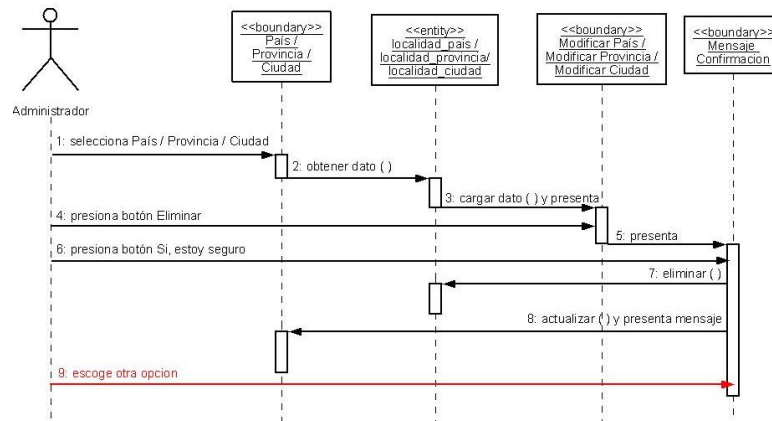 <<boundary>>
País /
Provincia /
Ciudad
<<entity>>
localidad_pais /
localidad_provincia/
localidad_ciudad
<<boundary>>
Modificar País /
Modificar Provincia /
Modificar Ciudad
<<boundary>>
Mensaje
Confirmacion
Administrador
1: selecciona País / Provincia / Ciudad
2: obtener dato ( )
3: cargar dato ( ) y presenta
4: presiona botón Eliminar
5: presenta
6: presiona botón Si, estoy seguro
7: eliminar ( )
8: actualizar ( ) y presenta mensaje
9: escoge otra opcion